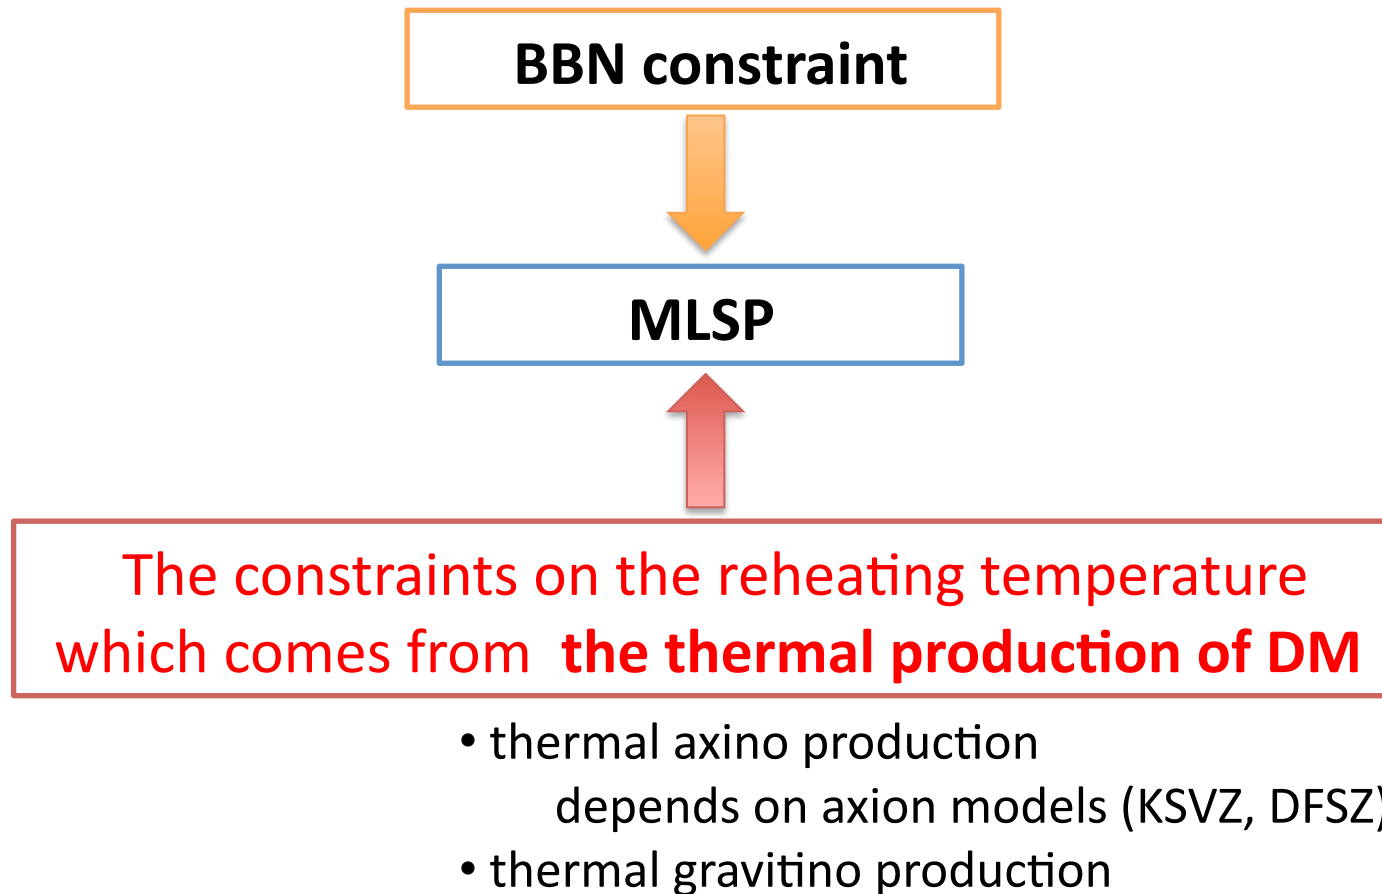 BBN constraint
MLSP
The constraints on the reheating temperature
which comes from the thermal production of DM
• thermal axino production
depends on axion models (KSVZ, DFSZ)
• thermal gravitino production